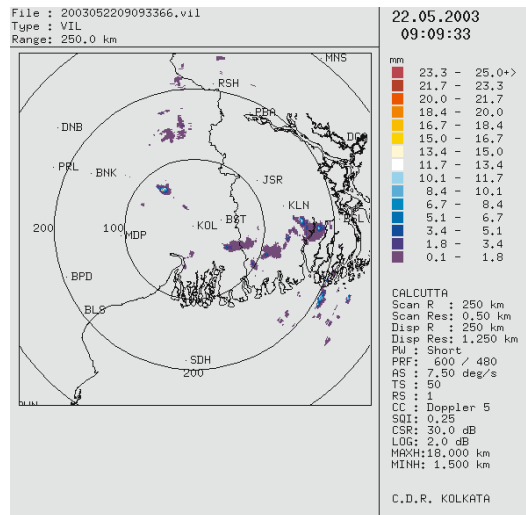 File : 2003052209093366.vil
Type : VIL
Range: 250.0 km
22.05.2003
09:09:33
mm
23.3 - 25.0+>
21.7 - 23.3
20.0 - 21.7
18.4 - 20.0
16.7 - 18.4
15.0 - 16.7
13.4 - 15.0
11.7 - 13.4
10.1 - 11.7
8.4 - 10.1
6.7 - 8.4
5.1 - 6.7
3.4 - 5.1
1.8 - 3.4
0.1 - 1.8
MNS
RSH
PBA
DNB
PRL
BNK
JSR
KLN
200
100
MDP
KOL
BGT
BPD
BLS
SDH
200
CALCUTTA
Scan R : 250 km
Scan Res: 0.50 km
Disp R : 250 km
Disp Res: 1.250 km
PW : Short
PRF: 600 / 480
AS : 7.50 deg/s
TS : 50
RS : 1
CC : Doppler 5
SQI: 0.25
CSR: 30.0 dB
LOG: 2.0 dB
MAXH:18.000 km
MINH: 1.500 km
C.D.R. KOLKATA